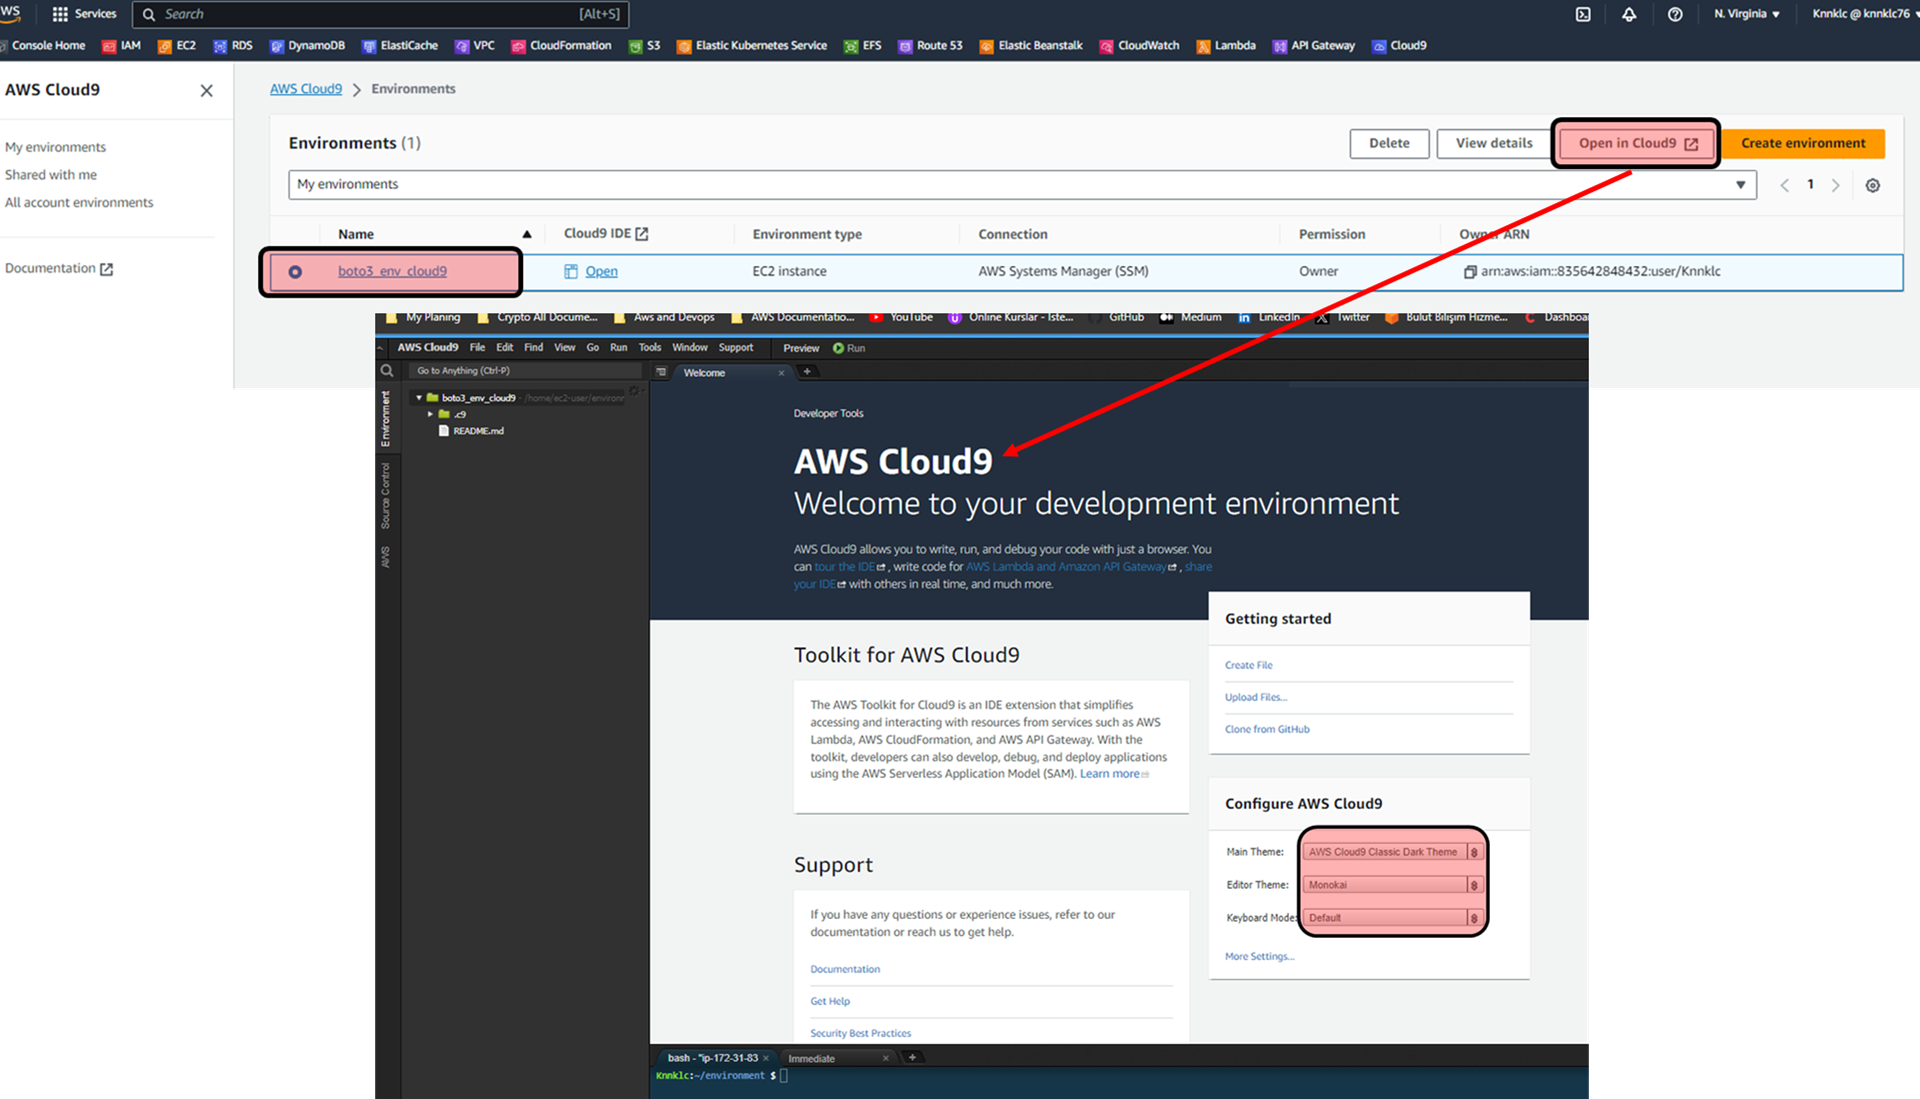 Services
Search
[Alt+S]
N. Virginia
Knnklc @ knnklc76
Console Home
IAM
EC2
RDS
DynamoDB
ElastiCache
VPC
CloudFormation
S3
Elastic Kubernetes Service
EFS
Route 53
Elastic Beanstalk
CloudWatch
Lambda
API Gateway
Cloud9
AWS Cloud9
My environments
Shared with me
All account environments
Documentation
AWS Cloud9 > Environments
Environments (1)
Delete
View details
Open in Cloud9
Create environment
My environments
1
Name
Cloud9 IDE
Environment type
Connection
Permission
Owner ARN
boto3_env_cloud9
Open
EC2 instance
AWS Systems Manager (SSM)
Owner
arn:aws:iam::835642848432:user/Knnklc
My Planing
Crypto All Docume...
Aws and Devops
AWS Documentatio...
YouTube
Online Kurslar - İste...
GitHub
Medium
LinkedIn
Twitter
Bulut Bilişim Hizme...
AWS Cloud9
File
Edit
Find
View
Go
Run
Tools
Window
Support
Preview
Run
Go to Anything (Ctrl-P)
Environment
Source Control
AWS
boto3_env_cloud9 - /home/ec2-user/environm
.c9
README.md
Welcome
Developer Tools
AWS Cloud9
Welcome to your development environment
AWS Cloud9 allows you to write, run, and debug your code with just a browser. You
can tour the IDE, write code for AWS Lambda and Amazon API Gateway, share
your IDE with others in real time, and much more.
Getting started
Create File
Upload Files...
Clone from GitHub
Toolkit for AWS Cloud9
The AWS Toolkit for Cloud9 is an IDE extension that simplifies
accessing and interacting with resources from services such as AWS
Lambda, AWS CloudFormation, and AWS API Gateway. With the
toolkit, developers can also develop, debug, and deploy applications
using the AWS Serverless Application Model (SAM). Learn more
Configure AWS Cloud9
Main Theme: AWS Cloud9 Classic Dark Theme
Editor Theme: Monokai
Keyboard Mode: Default
More Settings...
Support
If you have any questions or experience issues, refer to our
documentation or reach us to get help.
Documentation
Get Help
Security Best Practices
bash - "ip-172-31-83
Immediate
Knnklc:~/environment $